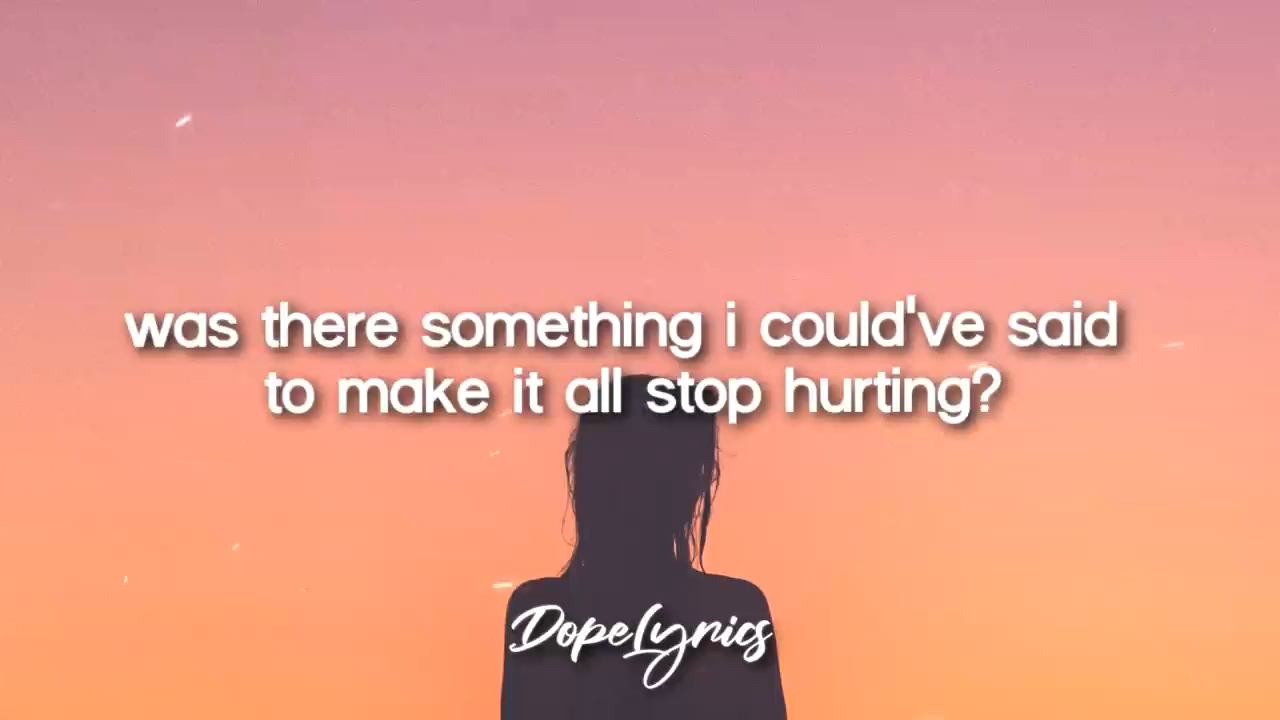 was there something i could've said
to make it all stop hurting?
DopeLyrics